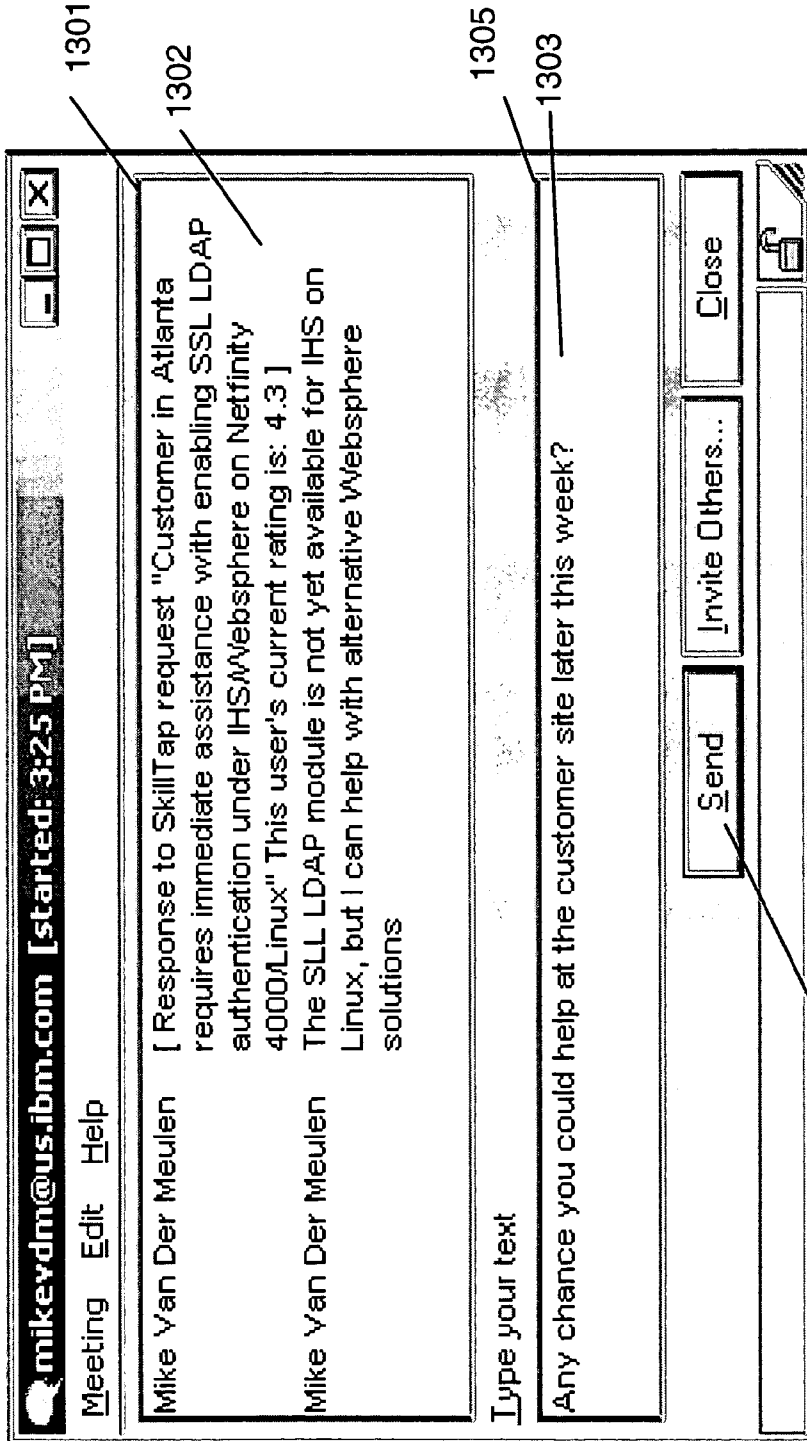 mikevdm@us.ibm.com [started: 3:25 PM]
Meeting Edit Help
Mike Van Der Meulen [ Response to SkillTap request "Customer in Atlanta
requires immediate assistance with enabling SSL LDAP
authentication under IHS/Websphere on Netfinity
4000/Linux" This user's current rating is: 4.3 ]
Mike Van Der Meulen The SLL LDAP module is not yet available for IHS on
Linux, but I can help with alternative Websphere
solutions
Type your text
Any chance you could help at the customer site later this week?
Send Invite Others... Close
1301
1302
1305
1303